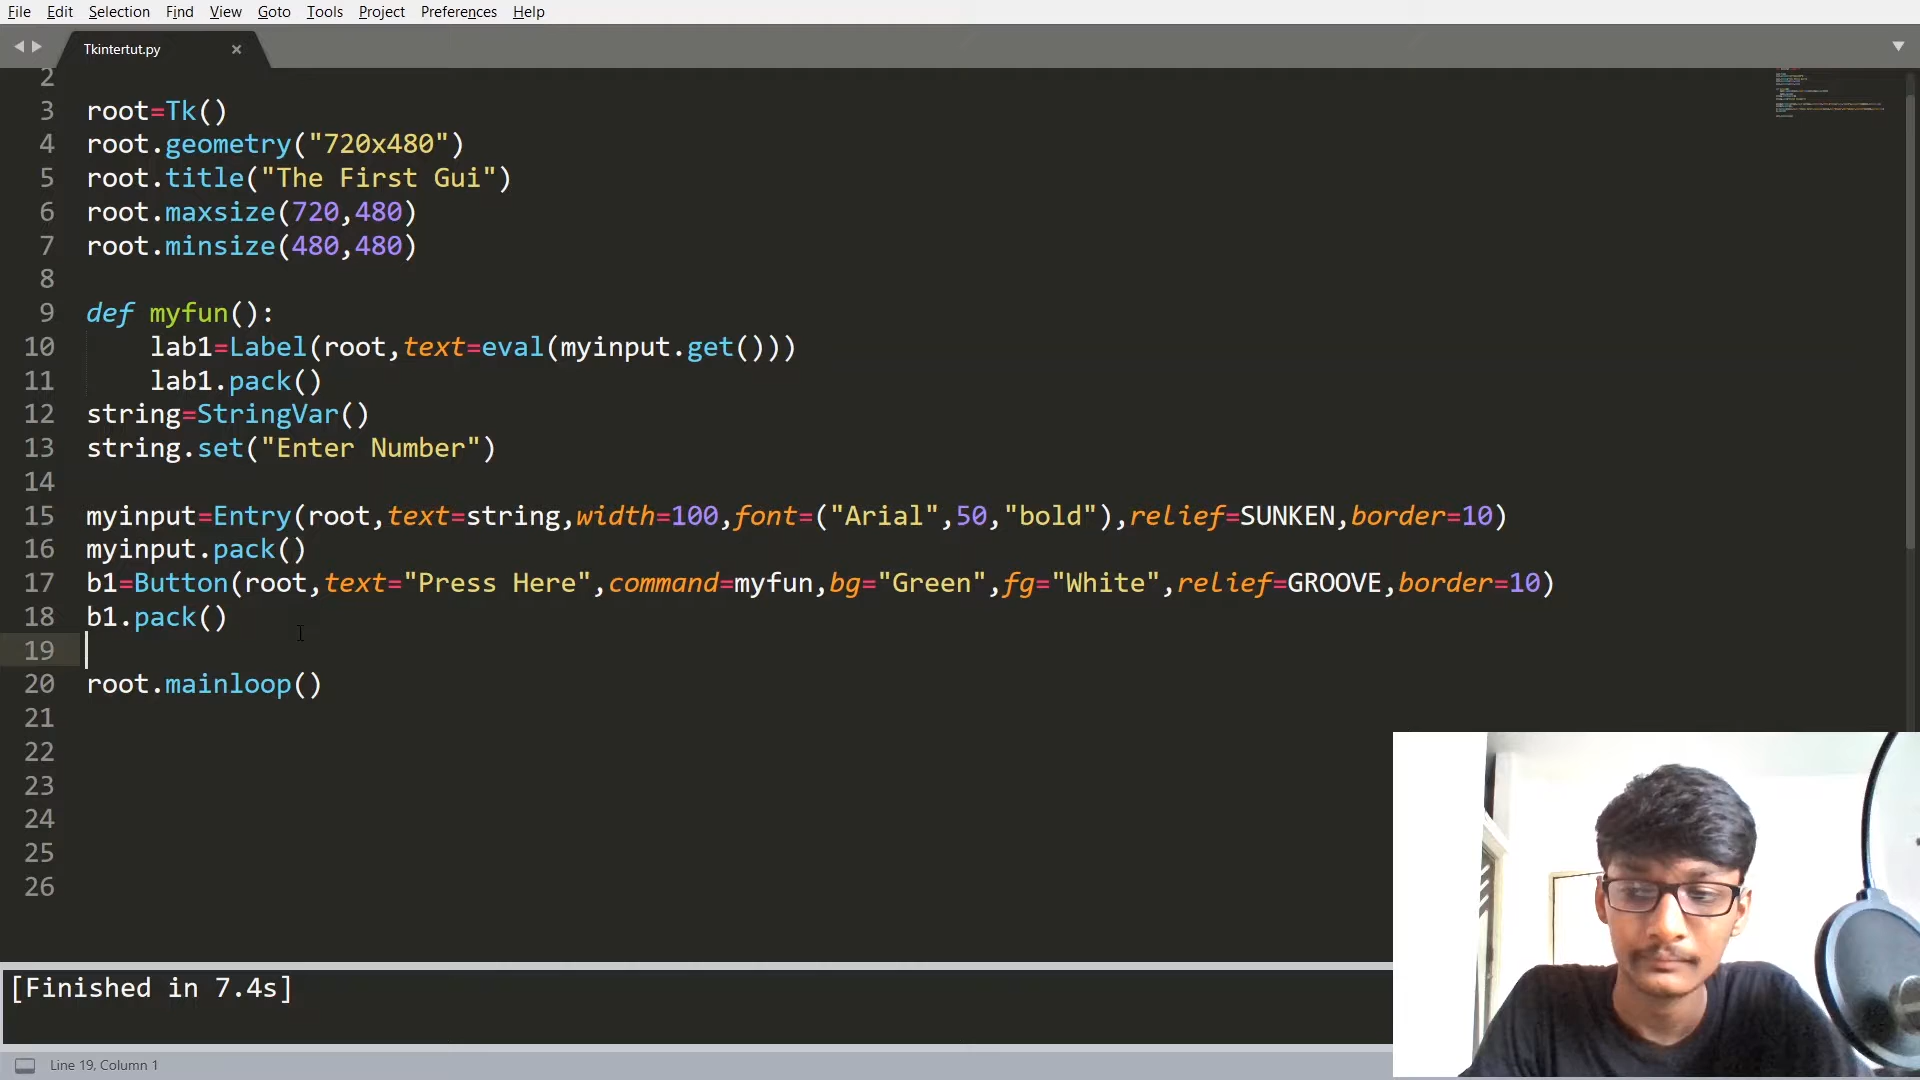 File Edit Selection Find View Goto Tools Project Preferences Help
Tkintertut.py
2
3 root=Tk()
4 root.geometry("720x480")
5 root.title("The First Gui")
6 root.maxsize(720,480)
7 root.minsize(480,480)
8
9 def myfun():
10 lab1=Label(root,text=eval(myinput.get()))
11 lab1.pack()
12 string=StringVar()
13 string.set("Enter Number")
14
15 myinput=Entry(root,text=string,width=100,font=("Arial",50,"bold"),relief=SUNKEN,border=10)
16 myinput.pack()
17 b1=Button(root,text="Press Here",command=myfun,bg="Green",fg="White",relief=GROOVE,border=10)
18 b1.pack()
19
20 root.mainloop()
21
22
23
24
25
26
[Finished in 7.4s]
Line 19, Column 1